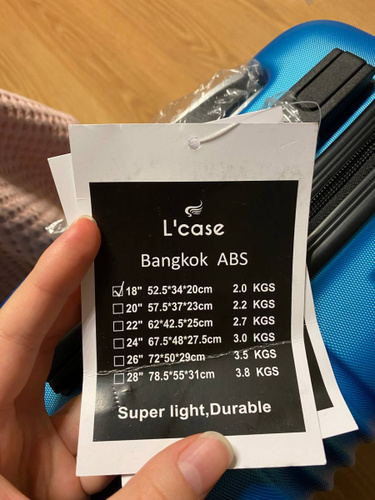 L'case
Bangkok ABS
☑ 18" 52.5*34*20cm 2.0 KGS
☐ 20" 57.5*37*23cm 2.2 KGS
☐ 22" 62*42.5*25cm 2.7 KGS
☐ 24" 67.5*48*27.5cm 3.0 KGS
☐ 26" 72*50*29cm 3.5 KGS
☐ 28" 78.5*55*31cm 3.8 KGS
Super light,Durable